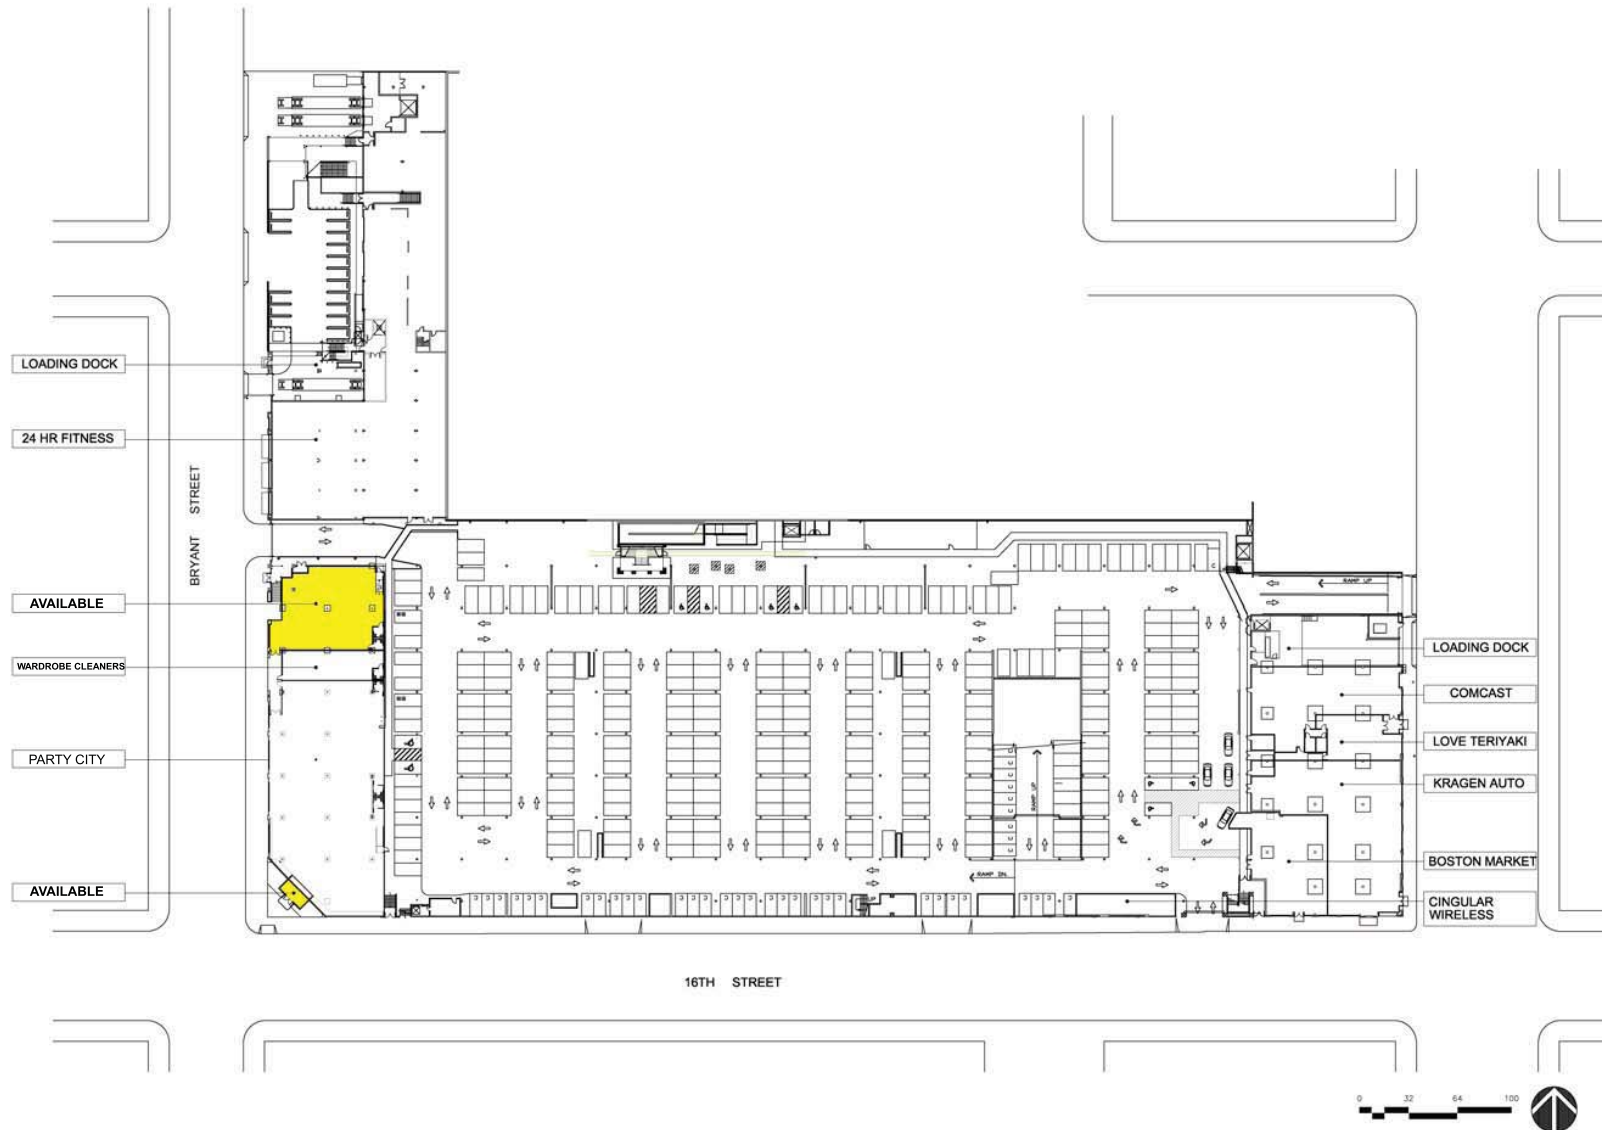 LOADING DOCK
24 HR FITNESS
BRYANT STREET
AVAILABLE
WARDROBE CLEANERS
PARTY CITY
AVAILABLE
RAMP UP
RAMP UP
RAMP DN.
UP
LOADING DOCK
COMCAST
LOVE TERIYAKI
KRAGEN AUTO
BOSTON MARKET
CINGULAR
WIRELESS
16TH STREET
0 32 64 100